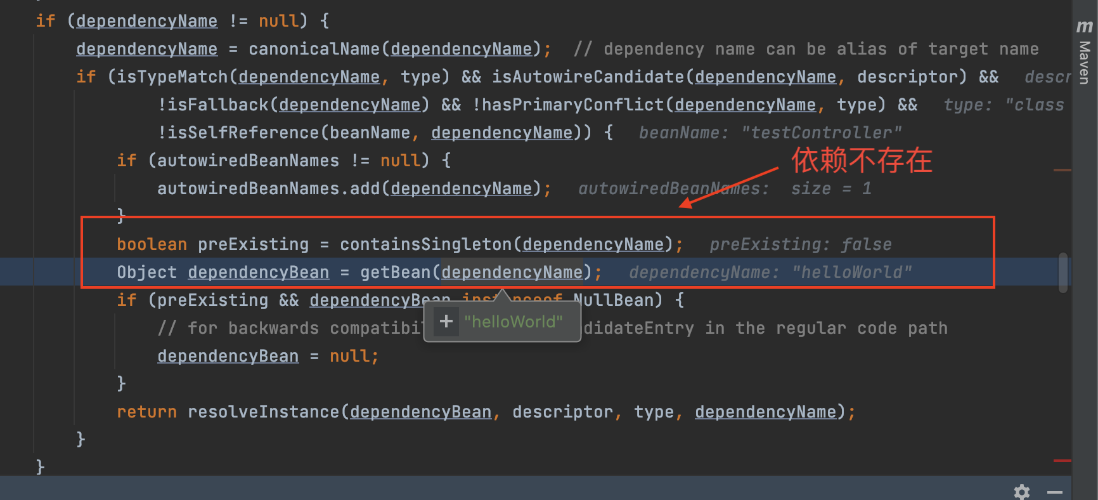 if (dependencyName != null) {
dependencyName = canonicalName(dependencyName); // dependency name can be alias of target name
if (isTypeMatch(dependencyName, type) && isAutowireCandidate(dependencyName, descriptor) && descr
!isFallback(dependencyName) && !hasPrimaryConflict(dependencyName, type) && type: "class
!isSelfReference(beanName, dependencyName)) { beanName: "testController"
依赖不存在
if (autowiredBeanNames != null) {
autowiredBeanNames.add(dependencyName); autowiredBeanNames: size = 1
}
boolean preExisting = containsSingleton(dependencyName); preExisting: false
Object dependencyBean = getBean(dependencyName); dependencyName: "helloWorld"
if (preExisting && dependencyBean instanceof NullBean) {
+ "helloWorld"
// for backwards compatibi didateEntry in the regular code path
dependencyBean = null;
}
return resolveInstance(dependencyBean, descriptor, type, dependencyName);
}
}
m Maven